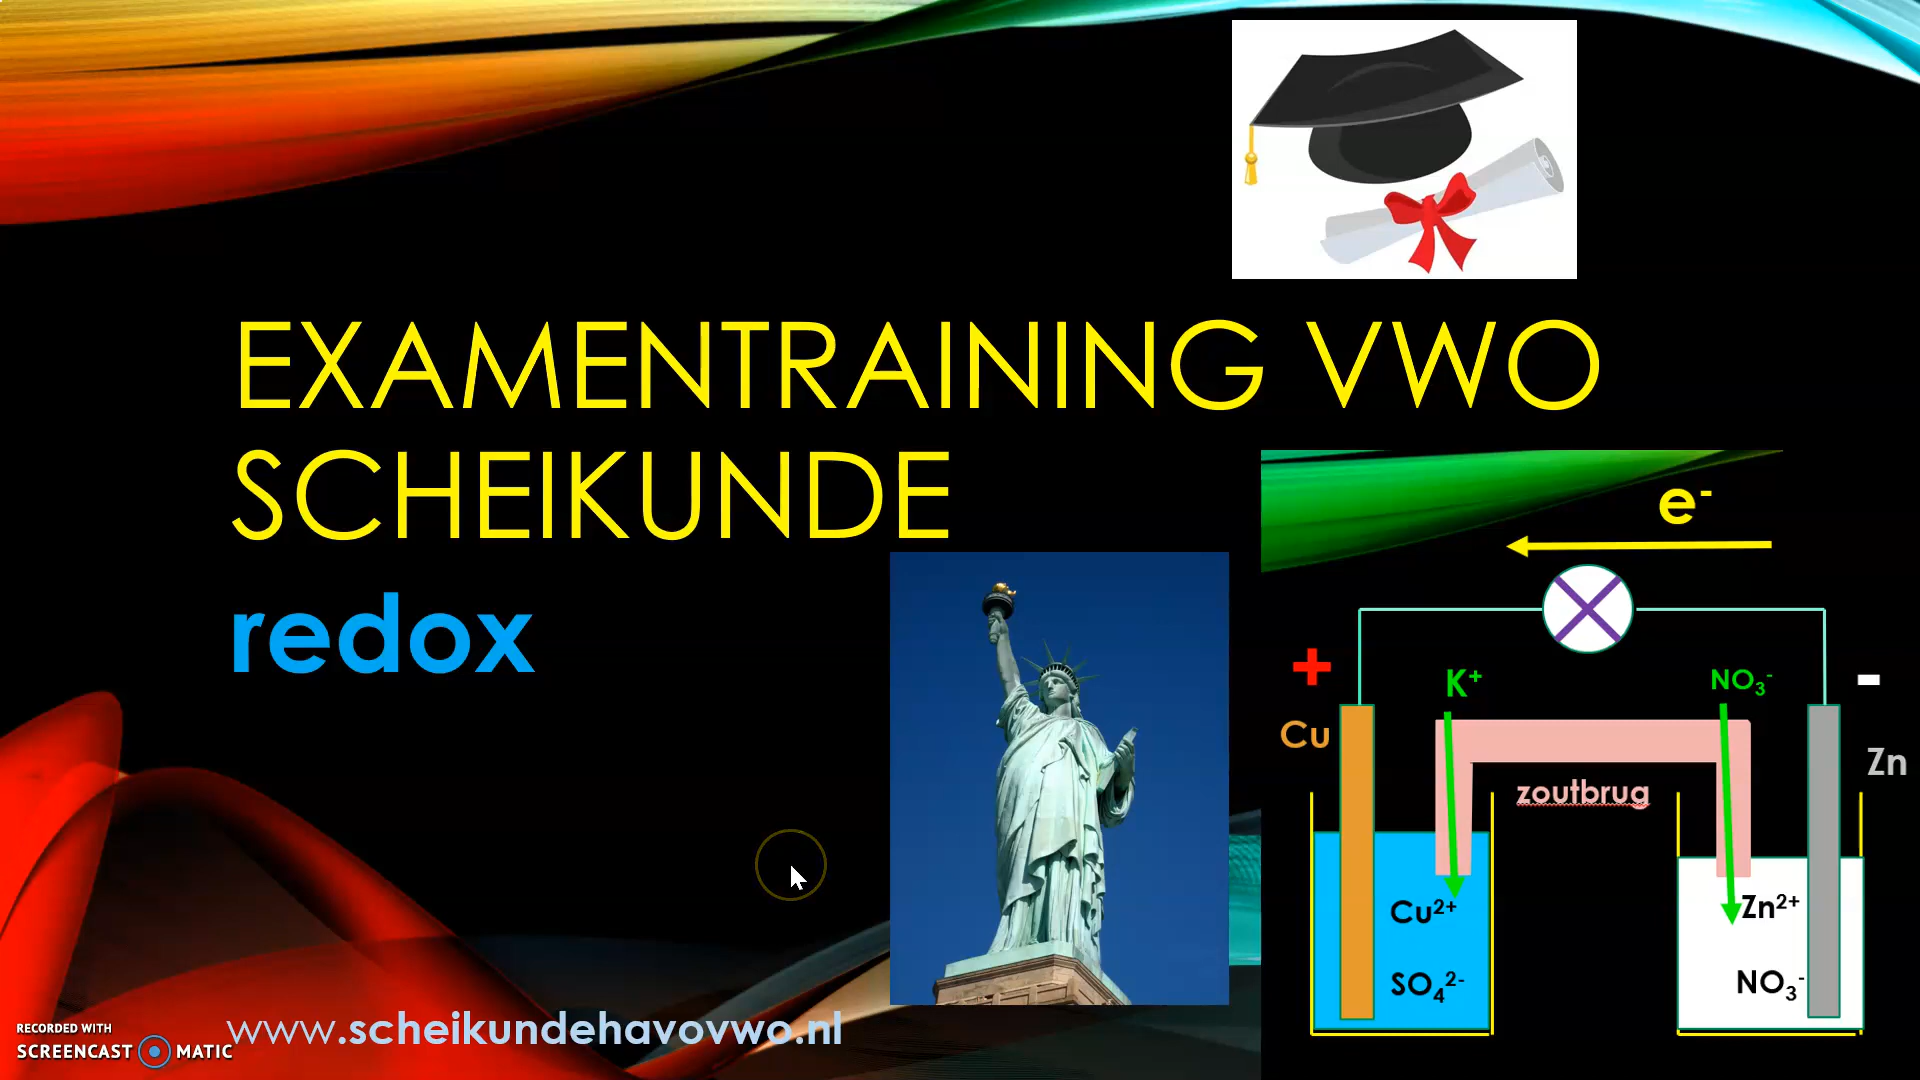 EXAMENTRAINING VWO
SCHEIKUNDE
redox
www.scheikundehavovwo.nl
RECORDED WITH
SCREENCAST MATIC
e-
+
K+
NO3-
-
Cu
Zn
zoutbrug
Cu2+
Zn2+
SO42-
NO3-